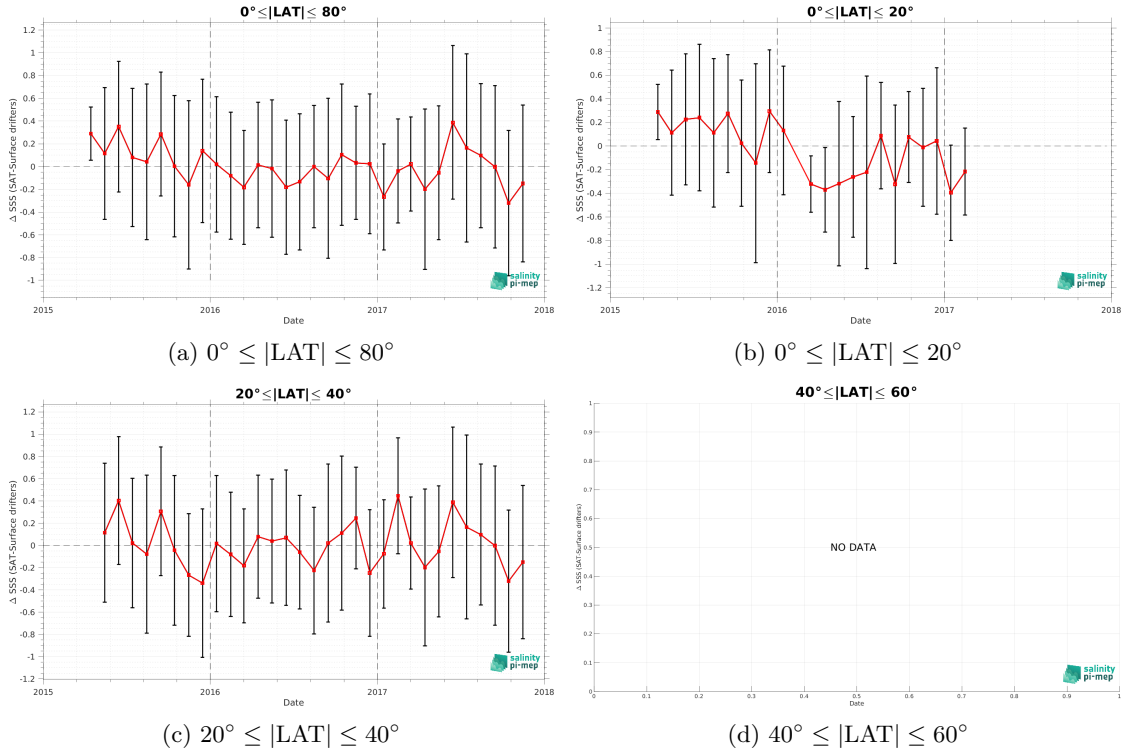 0°≤|LAT|≤ 80°
1.2
1
0.8
0.6
0.4
0.2
0
-0.2
-0.4
-0.6
-0.8
-1
Δ SSS (SAT-Surface drifters)
2015
2016
2017
2018
Date
salinity
pi-mep
(a) 0° ≤ |LAT| ≤ 80°
0°≤|LAT|≤ 20°
1
0.8
0.6
0.4
0.2
0
-0.2
-0.4
-0.6
-0.8
-1
-1.2
Δ SSS (SAT-Surface drifters)
2015
2016
2017
2018
Date
salinity
pi-mep
(b) 0° ≤ |LAT| ≤ 20°
20°≤|LAT|≤ 40°
1.2
1
0.8
0.6
0.4
0.2
0
-0.2
-0.4
-0.6
-0.8
-1
-1.2
Δ SSS (SAT-Surface drifters)
2015
2016
2017
2018
Date
salinity
pi-mep
(c) 20° ≤ |LAT| ≤ 40°
40°≤|LAT|≤ 60°
1
0.9
0.8
0.7
0.6
0.5
0.4
0.3
0.2
0.1
0
Δ SSS (SAT-Surface drifters)
NO DATA
0
0.1
0.2
0.3
0.4
0.5
0.6
0.7
0.8
0.9
1
Date
salinity
pi-mep
(d) 40° ≤ |LAT| ≤ 60°